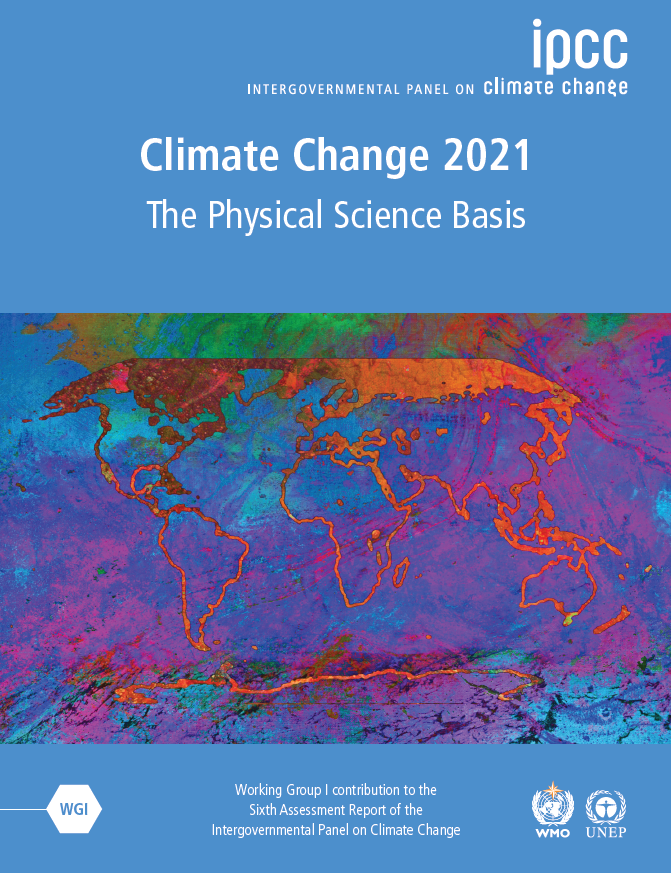 ipcc
INTERGOVERNMENTAL PANEL ON climate change
Climate Change 2021
The Physical Science Basis
WGI
Working Group I contribution to the
Sixth Assessment Report of the
Intergovernmental Panel on Climate Change
WMO
UNEP